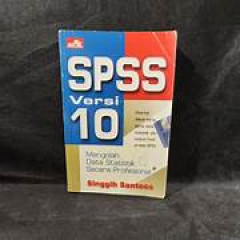 SPSS
Versi
10
Mengolah
Data Statistik
Secara Profesional
Singgih Santoso